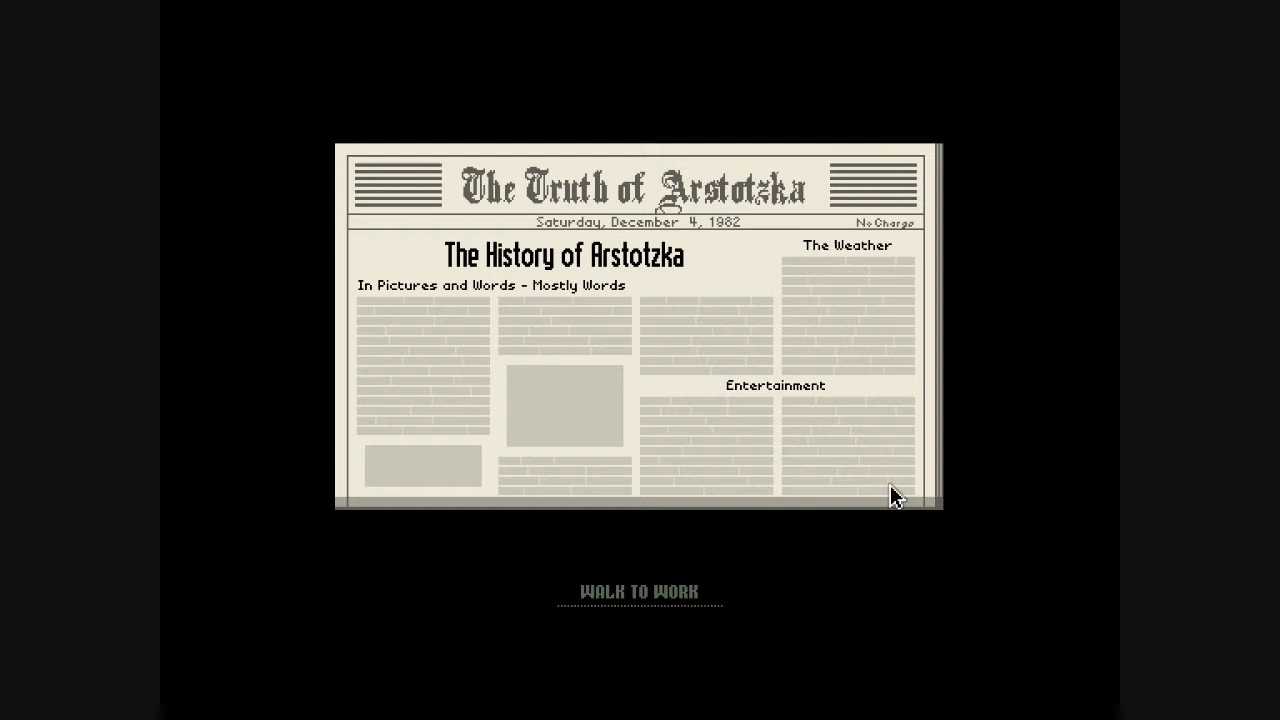 The Truth of Arstotzka
Saturday, December 4, 1982
No Charge
The History of Arstotzka
In Pictures and Words - Mostly Words
The Weather
Entertainment
WALK TO WORK